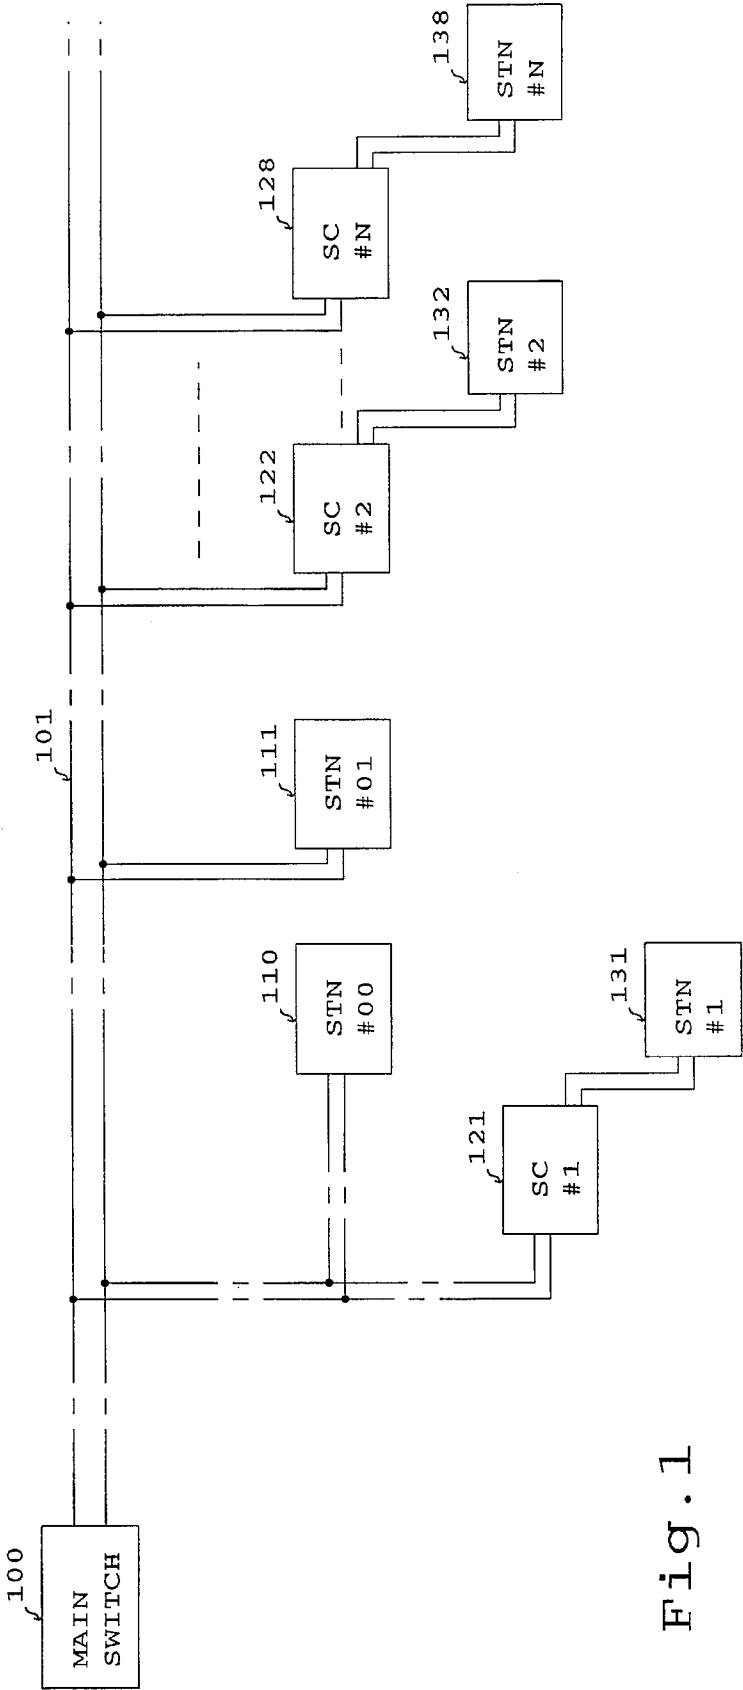 100
MAIN
SWITCH
101
110
STN
#00
111
STN
#01
122
SC
#2
128
SC
#N
121
SC
#1
131
STN
#1
132
STN
#2
138
STN
#N
Fig.1